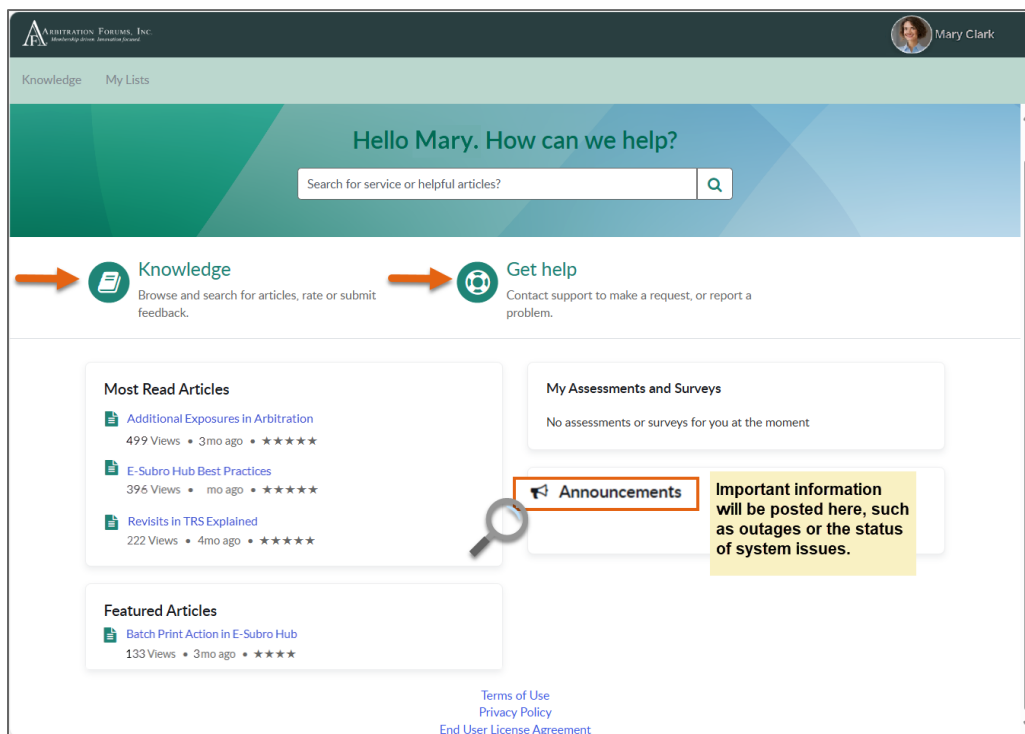 ARBITRATION FORUMS, INC.
Membership driven. Innovation focused.
Mary Clark
Knowledge My Lists
Hello Mary. How can we help?
Search for service or helpful articles?
Knowledge
Browse and search for articles, rate or submit
feedback.
Get help
Contact support to make a request, or report a
problem.
Most Read Articles
Additional Exposures in Arbitration
499 Views • 3mo ago • ★★★★★
E-Subro Hub Best Practices
396 Views • mo ago • ★★★★★
Revisits in TRS Explained
222 Views • 4mo ago • ★★★★★
My Assessments and Surveys
No assessments or surveys for you at the moment
Announcements
Important information
will be posted here, such
as outages or the status
of system issues.
Featured Articles
Batch Print Action in E-Subro Hub
133 Views • 3mo ago • ★★★★
Terms of Use
Privacy Policy
End User License Agreement